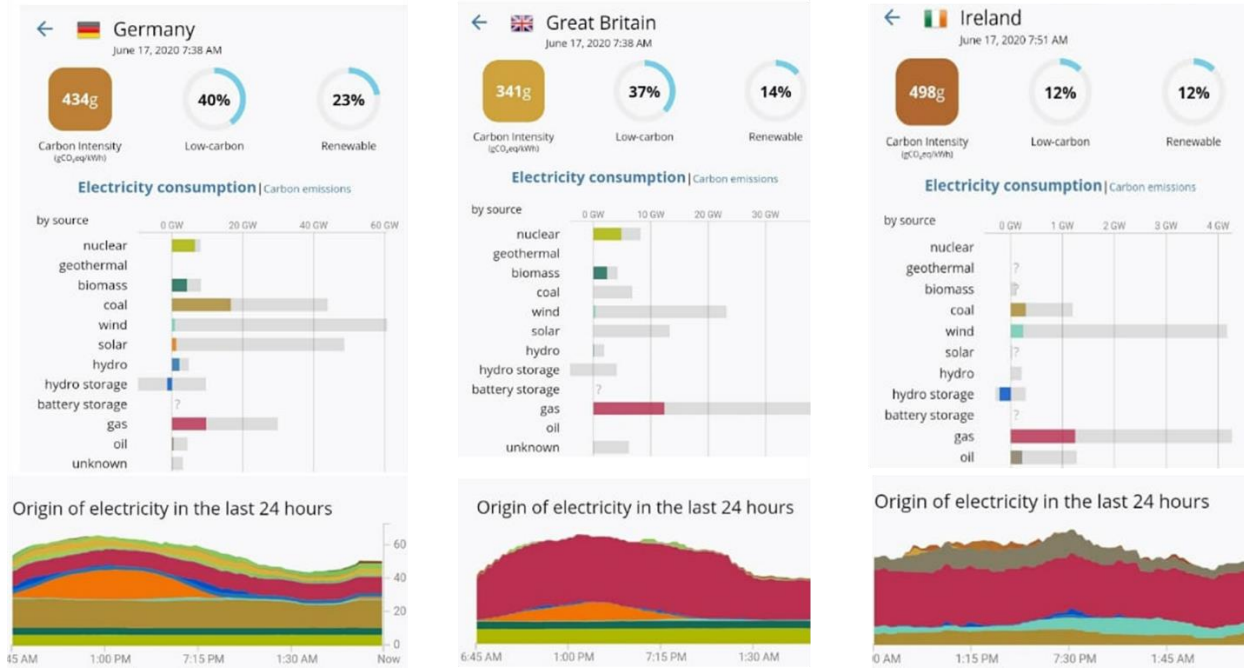 Germany
June 17, 2020 7:38 AM
434g
40%
23%
Carbon Intensity
(gCO₂eq/kWh)
Low-carbon
Renewable
Electricity consumption|Carbon emissions
by source
0 GW 20 GW 40 GW 60 GW
nuclear
geothermal
biomass
coal
wind
solar
hydro
hydro storage
battery storage ?
gas
oil
unknown
Origin of electricity in the last 24 hours
60
40
20
0
45 AM 1:00 PM 7:15 PM 1:30 AM Now
Great Britain
June 17, 2020 7:38 AM
341g
37%
14%
Carbon Intensity
(gCO₂eq/kWh)
Low-carbon
Renewable
Electricity consumption|Carbon emissions
by source
0 GW 10 GW 20 GW 30 GW
nuclear
geothermal
biomass
coal
wind
solar
hydro
hydro storage
battery storage ?
gas
oil
unknown
Origin of electricity in the last 24 hours
6:45 AM 1:00 PM 7:15 PM 1:30 AM
Ireland
June 17, 2020 7:51 AM
498g
12%
12%
Carbon Intensity
(gCO₂eq/kWh)
Low-carbon
Renewable
Electricity consumption|Carbon emissions
by source
0 GW 1 GW 2 GW 3 GW 4 GW
nuclear
geothermal ?
biomass ?
coal
wind
solar ?
hydro
hydro storage
battery storage ?
gas
oil
Origin of electricity in the last 24 hours
0 AM 1:15 PM 7:30 PM 1:45 AM